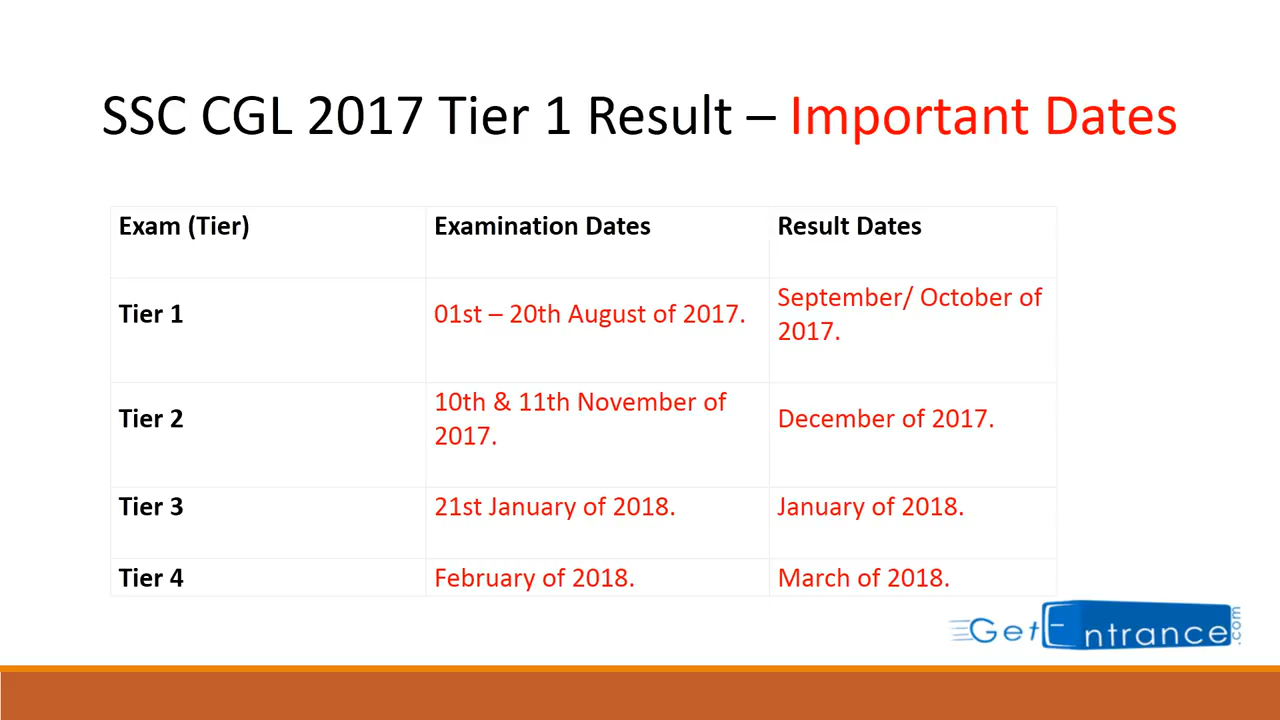 SSC CGL 2017 Tier 1 Result – Important Dates
Exam (Tier) Examination Dates Result Dates
Tier 1 01st – 20th August of 2017. September/ October of
2017.
Tier 2 10th & 11th November of
2017. December of 2017.
Tier 3 21st January of 2018. January of 2018.
Tier 4 February of 2018. March of 2018.
GetEntrance.com